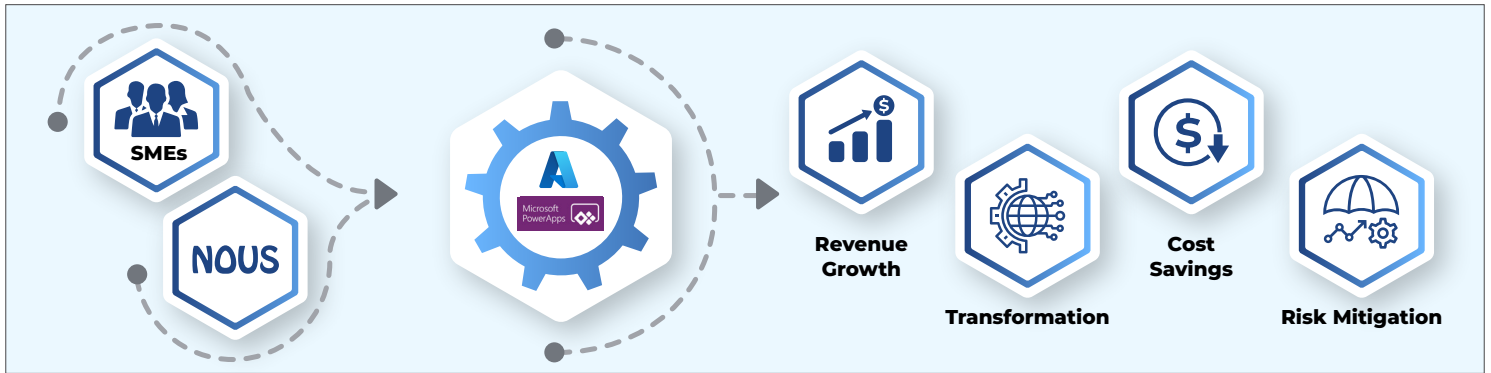 SMEs
NOUS
Microsoft
PowerApps
$
Revenue
Growth
Transformation
$
Cost
Savings
Risk Mitigation